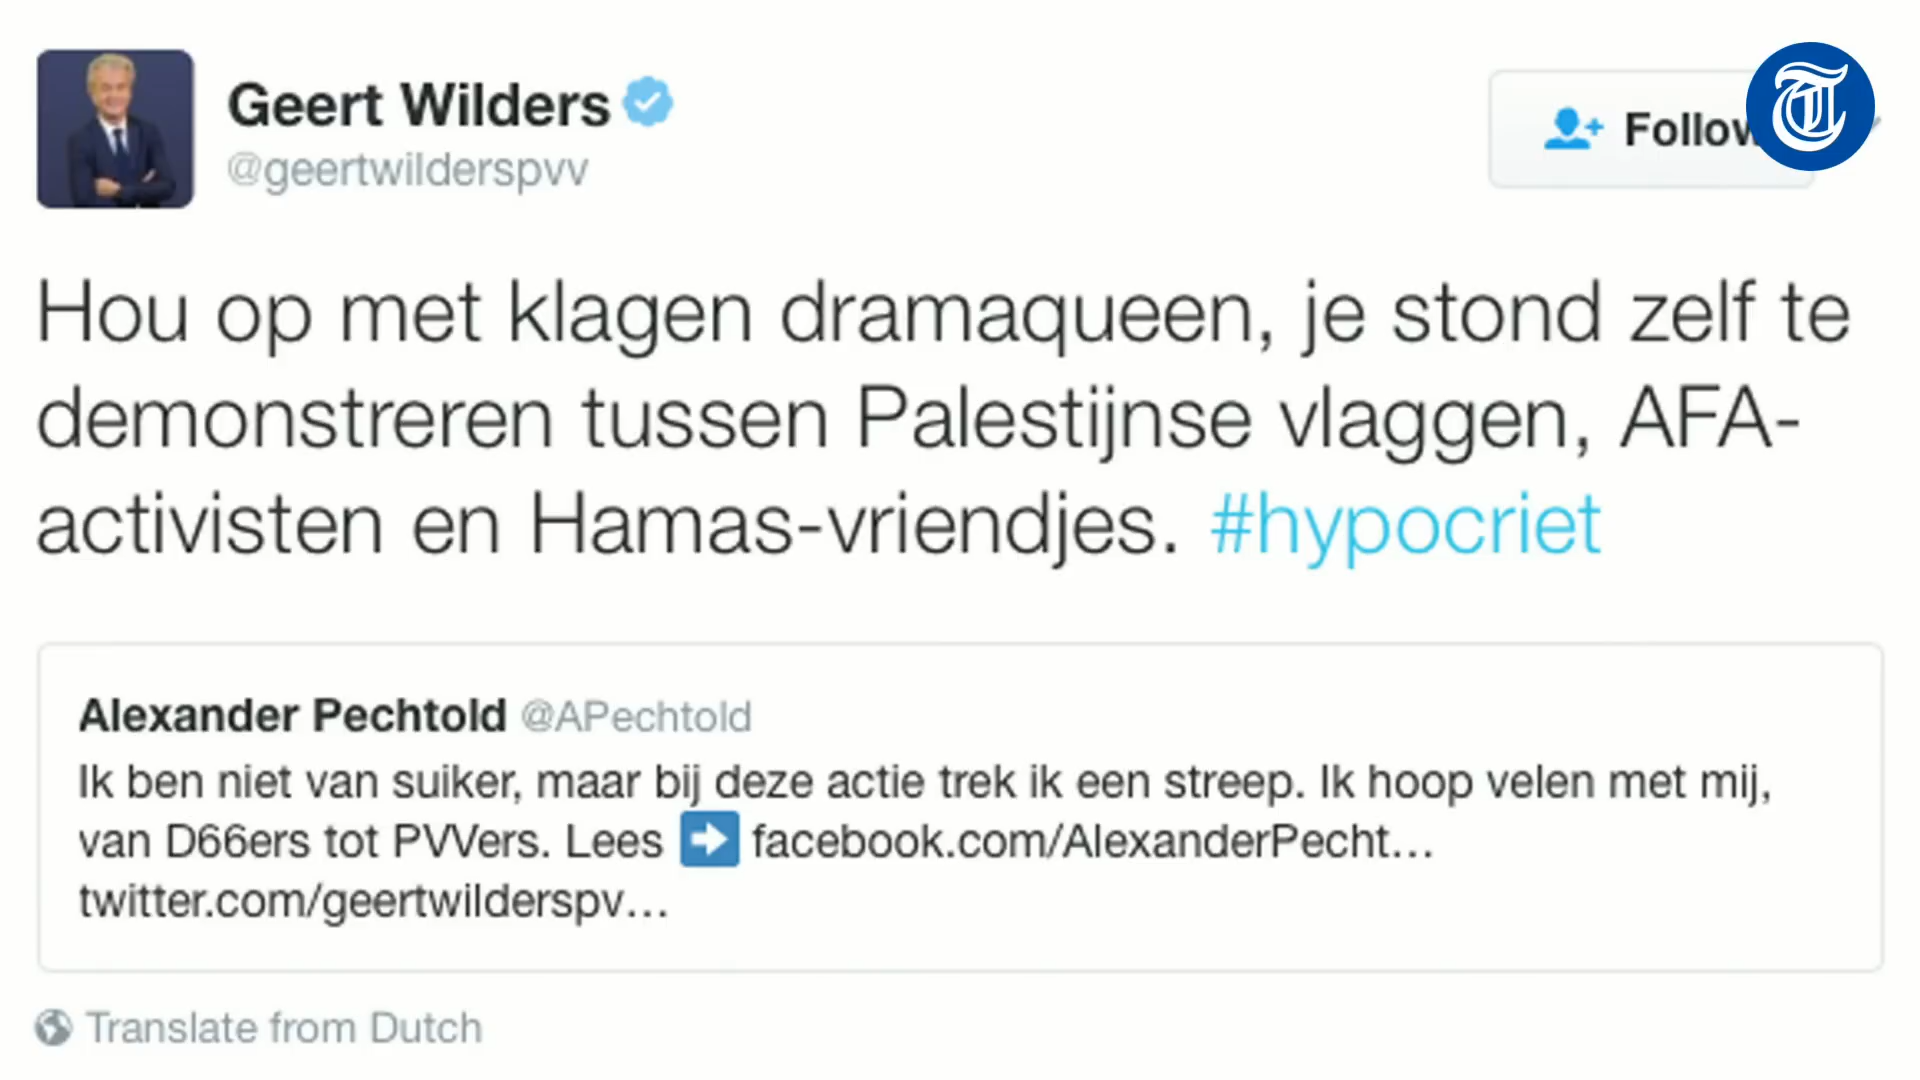 Geert Wilders
@geertwilderspvv
Follow
Hou op met klagen dramaqueen, je stond zelf te
demonstreren tussen Palestijnse vlaggen, AFA-
activisten en Hamas-vriendjes. #hypocriet
Alexander Pechtold @APechtold
Ik ben niet van suiker, maar bij deze actie trek ik een streep. Ik hoop velen met mij,
van D66ers tot PVVers. Lees ➡ facebook.com/AlexanderPecht…
twitter.com/geertwilderspv…
Translate from Dutch